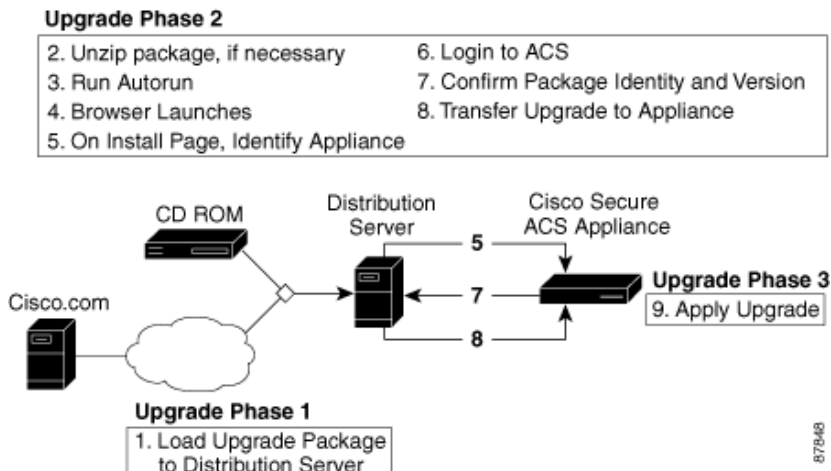 Upgrade Phase 2
2. Unzip package, if necessary
3. Run Autorun
4. Browser Launches
5. On Install Page, Identify Appliance
6. Login to ACS
7. Confirm Package Identity and Version
8. Transfer Upgrade to Appliance
CD ROM
Distribution
Server
Cisco Secure
ACS Appliance
5
7
8
Upgrade Phase 3
9. Apply Upgrade
Cisco.com
Upgrade Phase 1
1. Load Upgrade Package
to Distribution Server
87848